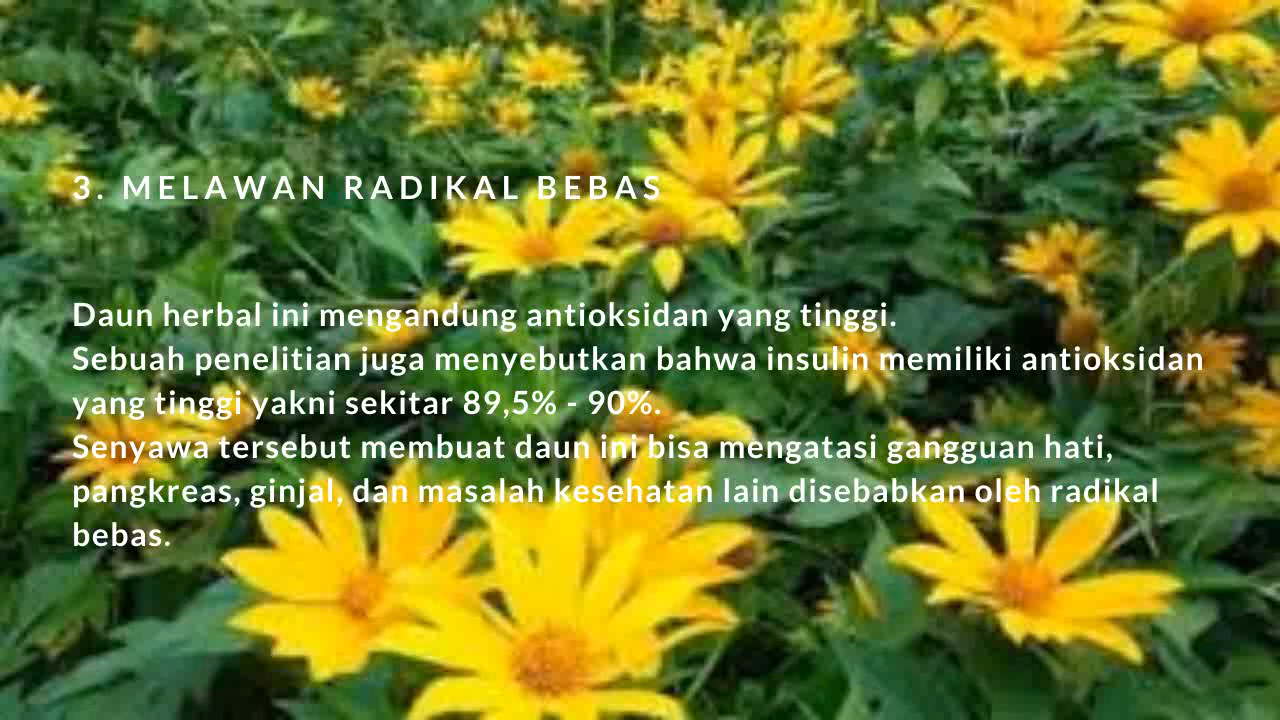 3. MELAWAN RADIKAL BEBAS
Daun herbal ini mengandung antioksidan yang tinggi.
Sebuah penelitian juga menyebutkan bahwa insulin memiliki antioksidan
yang tinggi yakni sekitar 89,5% - 90%.
Senyawa tersebut membuat daun ini bisa mengatasi gangguan hati,
pangkreas, ginjal, dan masalah kesehatan lain disebabkan oleh radikal
bebas.